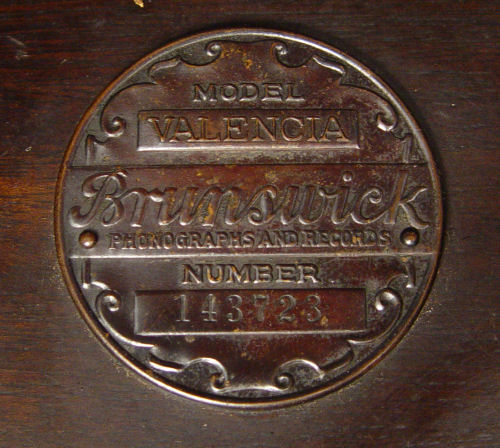 MODEL
VALENCIA
Brunswick
PHONOGRAPHS AND RECORDS
NUMBER
143723